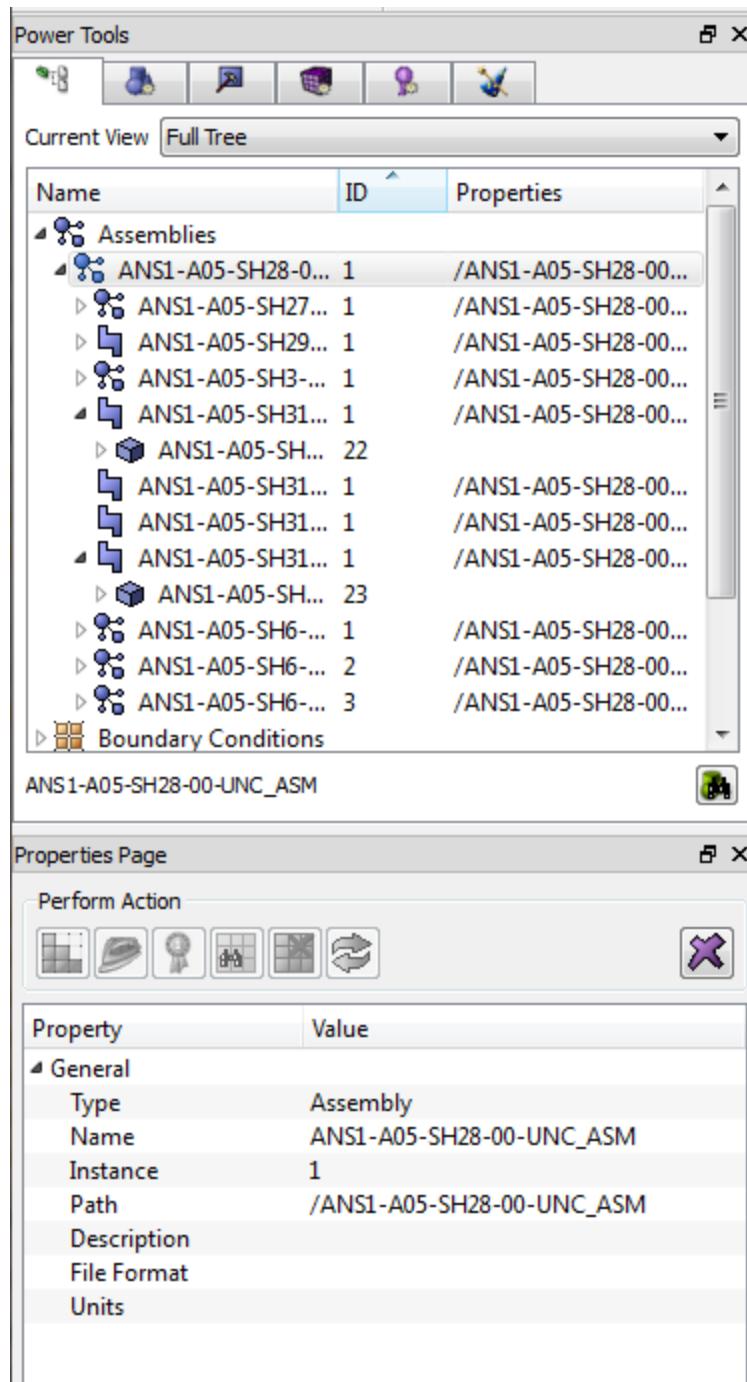 Power Tools
Current View Full Tree
Name ID Properties
Assemblies
ANS1-A05-SH28-0... 1 /ANS1-A05-SH28-00...
ANS1-A05-SH27... 1 /ANS1-A05-SH28-00...
ANS1-A05-SH29... 1 /ANS1-A05-SH28-00...
ANS1-A05-SH3-... 1 /ANS1-A05-SH28-00...
ANS1-A05-SH31... 1 /ANS1-A05-SH28-00...
ANS1-A05-SH... 22
ANS1-A05-SH31... 1 /ANS1-A05-SH28-00...
ANS1-A05-SH31... 1 /ANS1-A05-SH28-00...
ANS1-A05-SH31... 1 /ANS1-A05-SH28-00...
ANS1-A05-SH... 23
ANS1-A05-SH6-... 1 /ANS1-A05-SH28-00...
ANS1-A05-SH6-... 2 /ANS1-A05-SH28-00...
ANS1-A05-SH6-... 3 /ANS1-A05-SH28-00...
Boundary Conditions
ANS1-A05-SH28-00-UNC_ASM
Properties Page
Perform Action
Property Value
General
Type Assembly
Name ANS1-A05-SH28-00-UNC_ASM
Instance 1
Path /ANS1-A05-SH28-00-UNC_ASM
Description
File Format
Units